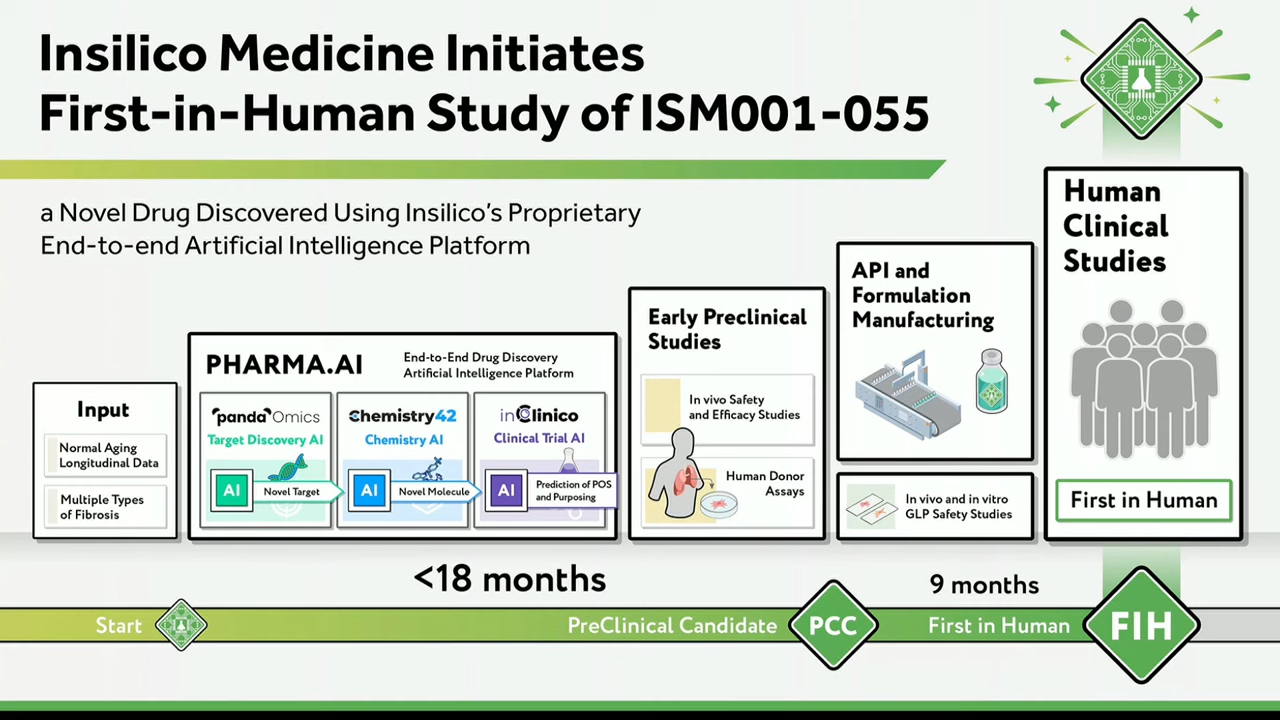 Insilico Medicine Initiates
First-in-Human Study of ISM001-055
a Novel Drug Discovered Using Insilico's Proprietary
End-to-end Artificial Intelligence Platform
Input
Normal Aging
Longitudinal Data
Multiple Types
of Fibrosis
PHARMA.AI
End-to-End Drug Discovery
Artificial Intelligence Platform
pandaOmics
Target Discovery AI
AI
Novel Target
Chemistry42
Chemistry AI
AI
Novel Molecule
inClinico
Clinical Trial AI
AI
Prediction of POS
and Purposing
Early Preclinical
Studies
In vivo Safety
and Efficacy Studies
Human Donor
Assays
API and
Formulation
Manufacturing
In vivo and in vitro
GLP Safety Studies
Human
Clinical
Studies
First in Human
<18 months
9 months
Start
PreClinical Candidate
PCC
First in Human
FIH